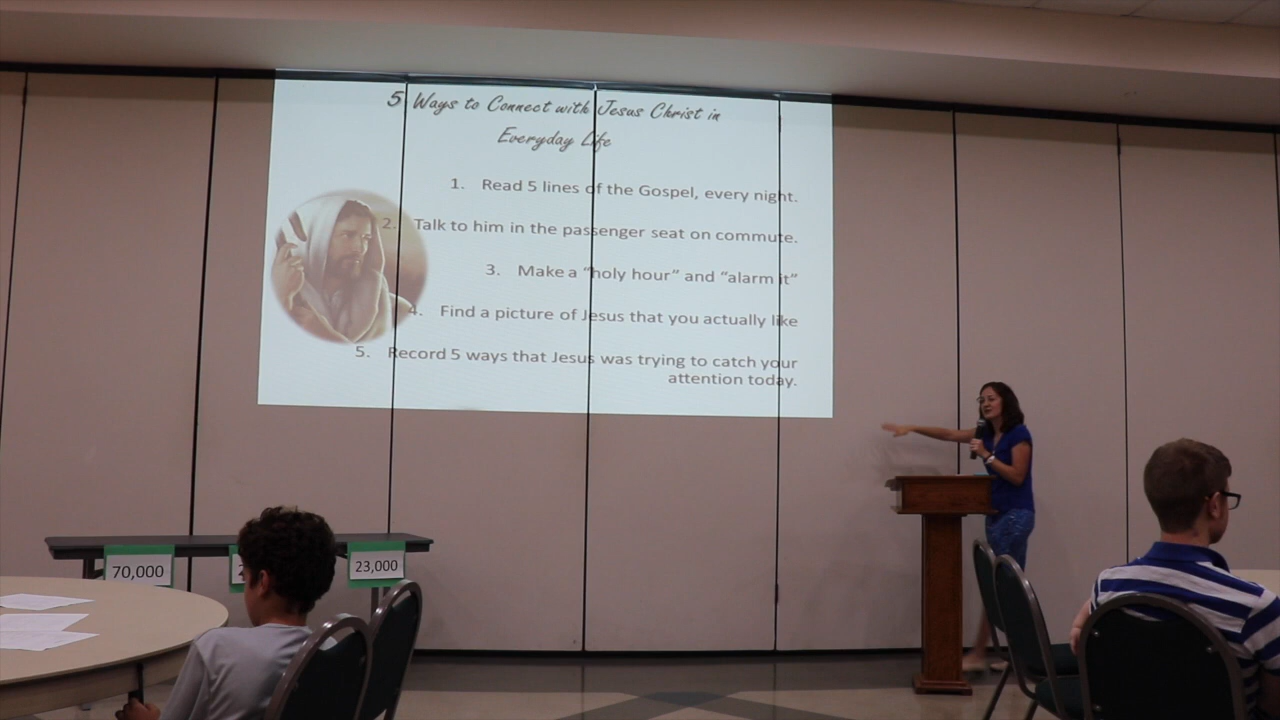 5 Ways to Connect with Jesus Christ in
Everyday Life
1. Read 5 lines of the Gospel, every night.
2. Talk to him in the passenger seat on commute.
3. Make a “holy hour” and “alarm it”
4. Find a picture of Jesus that you actually like
5. Record 5 ways that Jesus was trying to catch your
attention today.
70,000
23,000